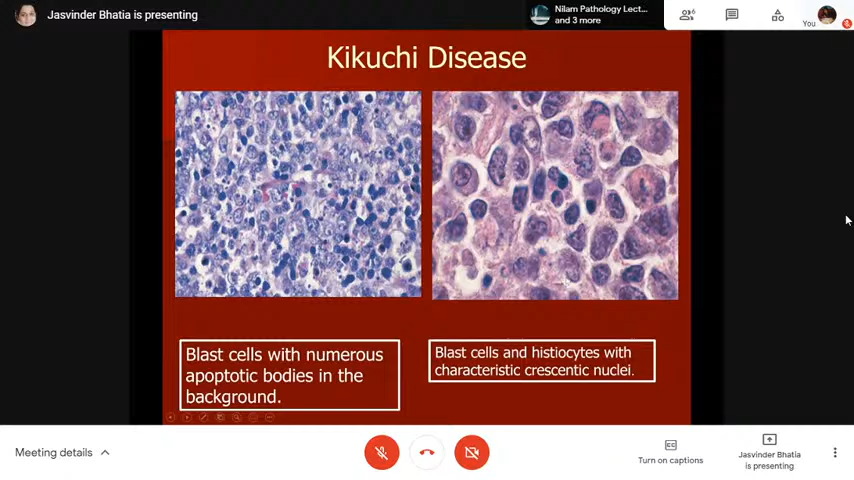 Jasvinder Bhatia is presenting
Nilam Pathology Lect...
and 3 more
6
You
Kikuchi Disease
Blast cells with numerous
apoptotic bodies in the
background.
Blast cells and histiocytes with
characteristic crescentic nuclei.
Meeting details
Turn on captions
Jasvinder Bhatia
is presenting